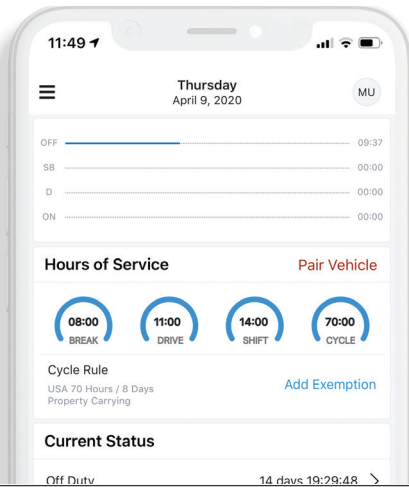 11:49
Thursday
April 9, 2020
MU
OFF 09:37
SB 00:00
D 00:00
ON 00:00
Hours of Service Pair Vehicle
08:00 11:00 14:00 70:00
BREAK DRIVE SHIFT CYCLE
Cycle Rule
USA 70 Hours / 8 Days
Property Carrying
Add Exemption
Current Status
Off Duty 14 days 19:29:48